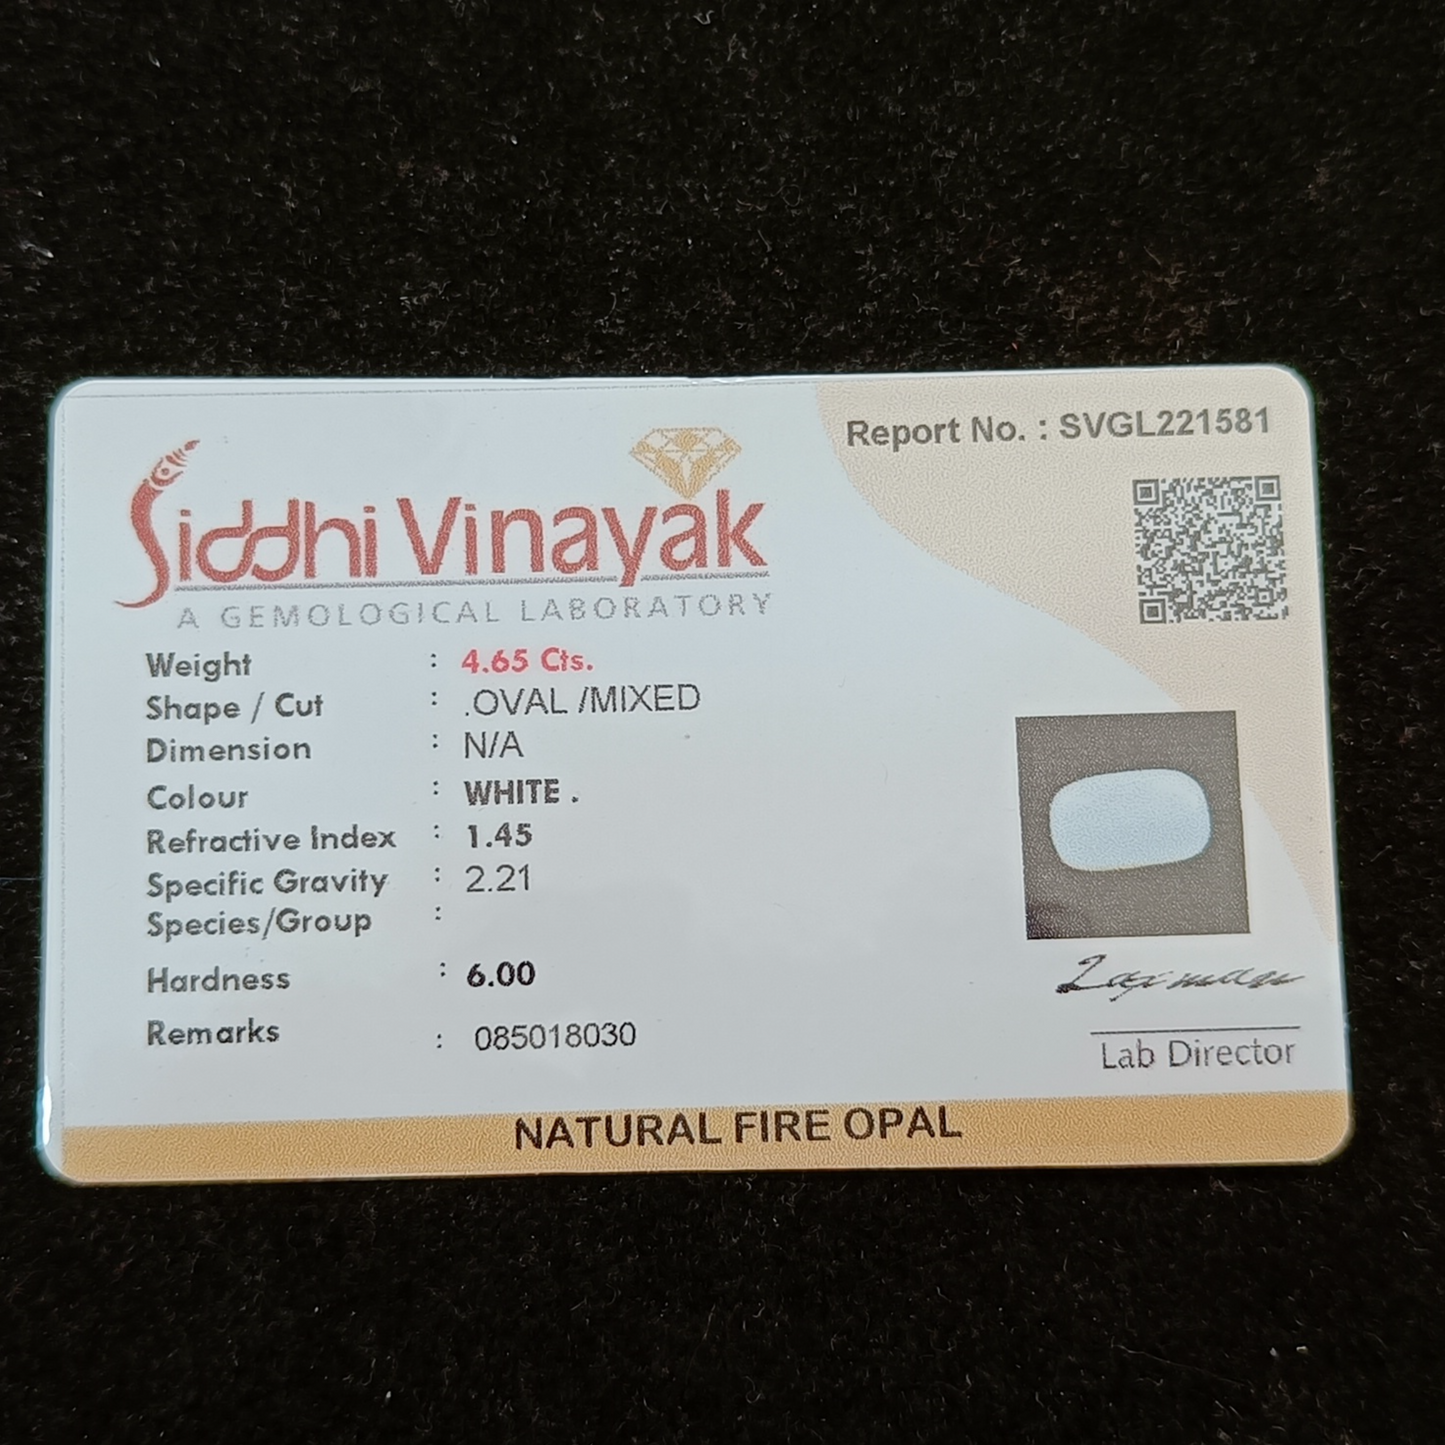 Report No. : SVGL221581
Siddhi Vinayak
A GEMOLOGICAL LABORATORY
Weight : 4.65 Cts.
Shape / Cut : .OVAL /MIXED
Dimension : N/A
Colour : WHITE .
Refractive Index : 1.45
Specific Gravity : 2.21
Species/Group :
Hardness : 6.00
Remarks : 085018030
Laxman
Lab Director
NATURAL FIRE OPAL